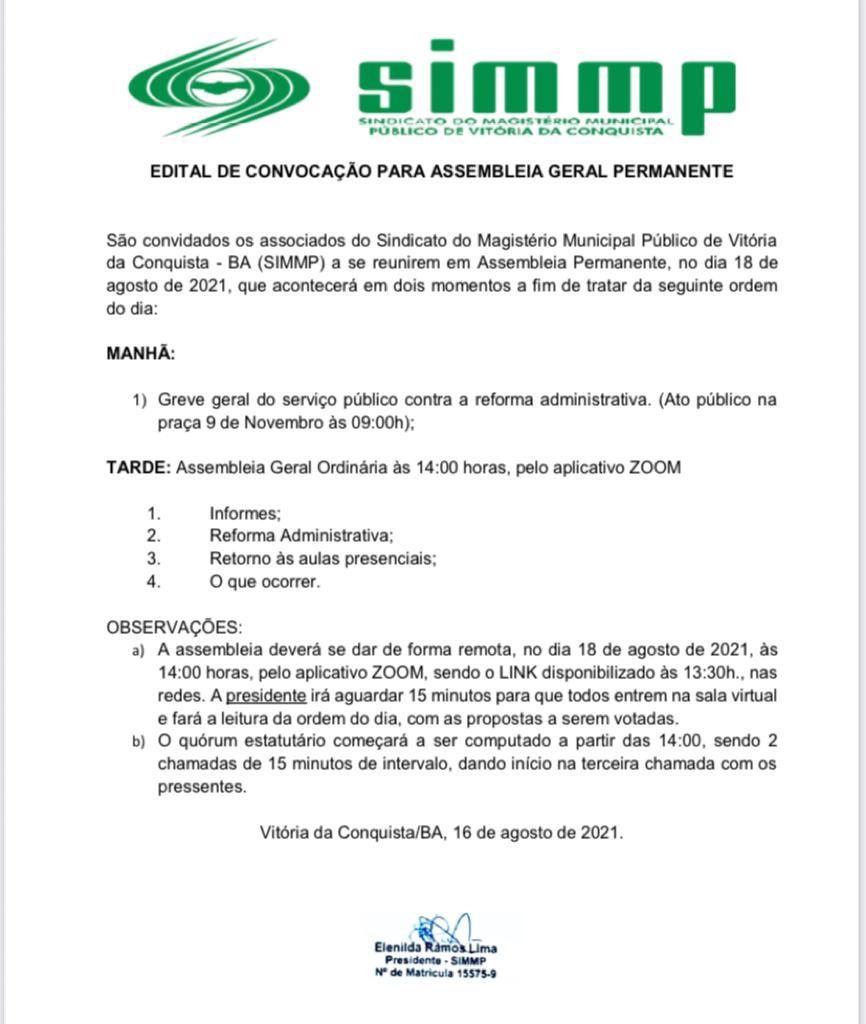 simmp
SINDICATO DO MAGISTÉRIO MUNICIPAL
PÚBLICO DE VITÓRIA DA CONQUISTA
EDITAL DE CONVOCAÇÃO PARA ASSEMBLEIA GERAL PERMANENTE
São convidados os associados do Sindicato do Magistério Municipal Público de Vitória
da Conquista - BA (SIMMP) a se reunirem em Assembleia Permanente, no dia 18 de
agosto de 2021, que acontecerá em dois momentos a fim de tratar da seguinte ordem
do dia:
MANHÃ:
1) Greve geral do serviço público contra a reforma administrativa. (Ato público na
praça 9 de Novembro às 09:00h);
TARDE: Assembleia Geral Ordinária às 14:00 horas, pelo aplicativo ZOOM
1. Informes;
2. Reforma Administrativa;
3. Retorno às aulas presenciais;
4. O que ocorrer.
OBSERVAÇÕES:
a) A assembleia deverá se dar de forma remota, no dia 18 de agosto de 2021, às
14:00 horas, pelo aplicativo ZOOM, sendo o LINK disponibilizado às 13:30h., nas
redes. A presidente irá aguardar 15 minutos para que todos entrem na sala virtual
e fará a leitura da ordem do dia, com as propostas a serem votadas.
b) O quórum estatutário começará a ser computado a partir das 14:00, sendo 2
chamadas de 15 minutos de intervalo, dando início na terceira chamada com os
pressentes.
Vitória da Conquista/BA, 16 de agosto de 2021.
Elenilda Ramos Lima
Presidente - SIMMP
Nº de Matricula 15575-9